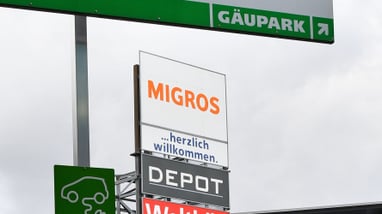 GÄUPARK
MIGROS
...herzlich
willkommen.
DEPOT